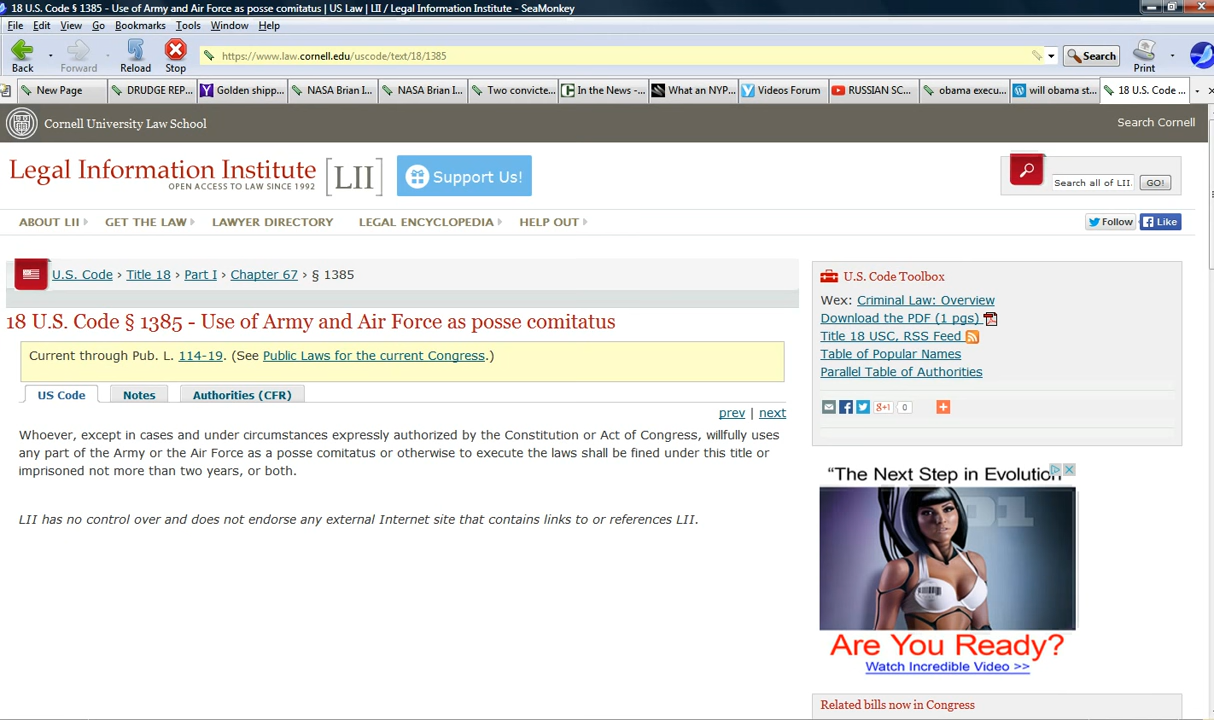 18 U.S. Code § 1385 - Use of Army and Air Force as posse comitatus | US Law | LII / Legal Information Institute - SeaMonkey
File Edit View Go Bookmarks Tools Window Help
Back Forward Reload Stop
https://www.law.cornell.edu/uscode/text/18/1385
Search
Print
New Page
DRUDGE REP...
Golden shipp...
NASA Brian I...
NASA Brian I...
Two convicte...
In the News -...
What an NYP...
Videos Forum
RUSSIAN SC...
obama execu...
will obama st...
18 U.S. Code ...
Cornell University Law School
Search Cornell
Legal Information Institute [LII]
OPEN ACCESS TO LAW SINCE 1992
Support Us!
Search all of LII.
GO!
ABOUT LII GET THE LAW LAWYER DIRECTORY LEGAL ENCYCLOPEDIA HELP OUT
Follow
Like
U.S. Code › Title 18 › Part I › Chapter 67 › § 1385
18 U.S. Code § 1385 - Use of Army and Air Force as posse comitatus
Current through Pub. L. 114-19. (See Public Laws for the current Congress.)
US Code Notes Authorities (CFR)
prev | next
Whoever, except in cases and under circumstances expressly authorized by the Constitution or Act of Congress, willfully uses
any part of the Army or the Air Force as a posse comitatus or otherwise to execute the laws shall be fined under this title or
imprisoned not more than two years, or both.
LII has no control over and does not endorse any external Internet site that contains links to or references LII.
U.S. Code Toolbox
Wex: Criminal Law: Overview
Download the PDF (1 pgs)
Title 18 USC, RSS Feed
Table of Popular Names
Parallel Table of Authorities
g+1 0
“The Next Step in Evolution
01
Are You Ready?
Watch Incredible Video >>
Related bills now in Congress